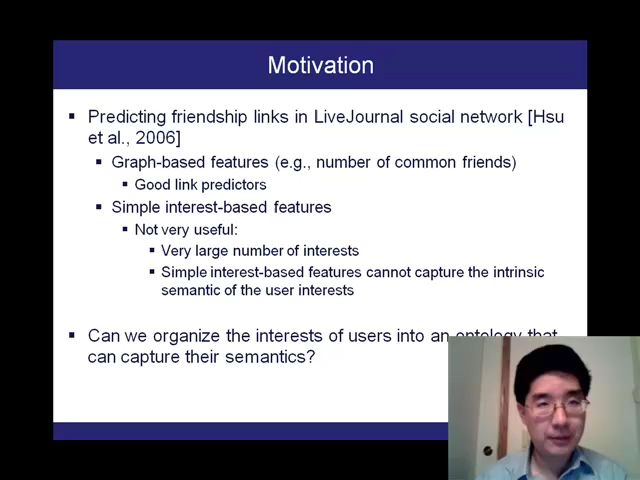 Motivation
Predicting friendship links in LiveJournal social network [Hsu
et al., 2006]
Graph-based features (e.g., number of common friends)
Good link predictors
Simple interest-based features
Not very useful:
Very large number of interests
Simple interest-based features cannot capture the intrinsic
semantic of the user interests
Can we organize the interests of users into an ontology that
can capture their semantics?